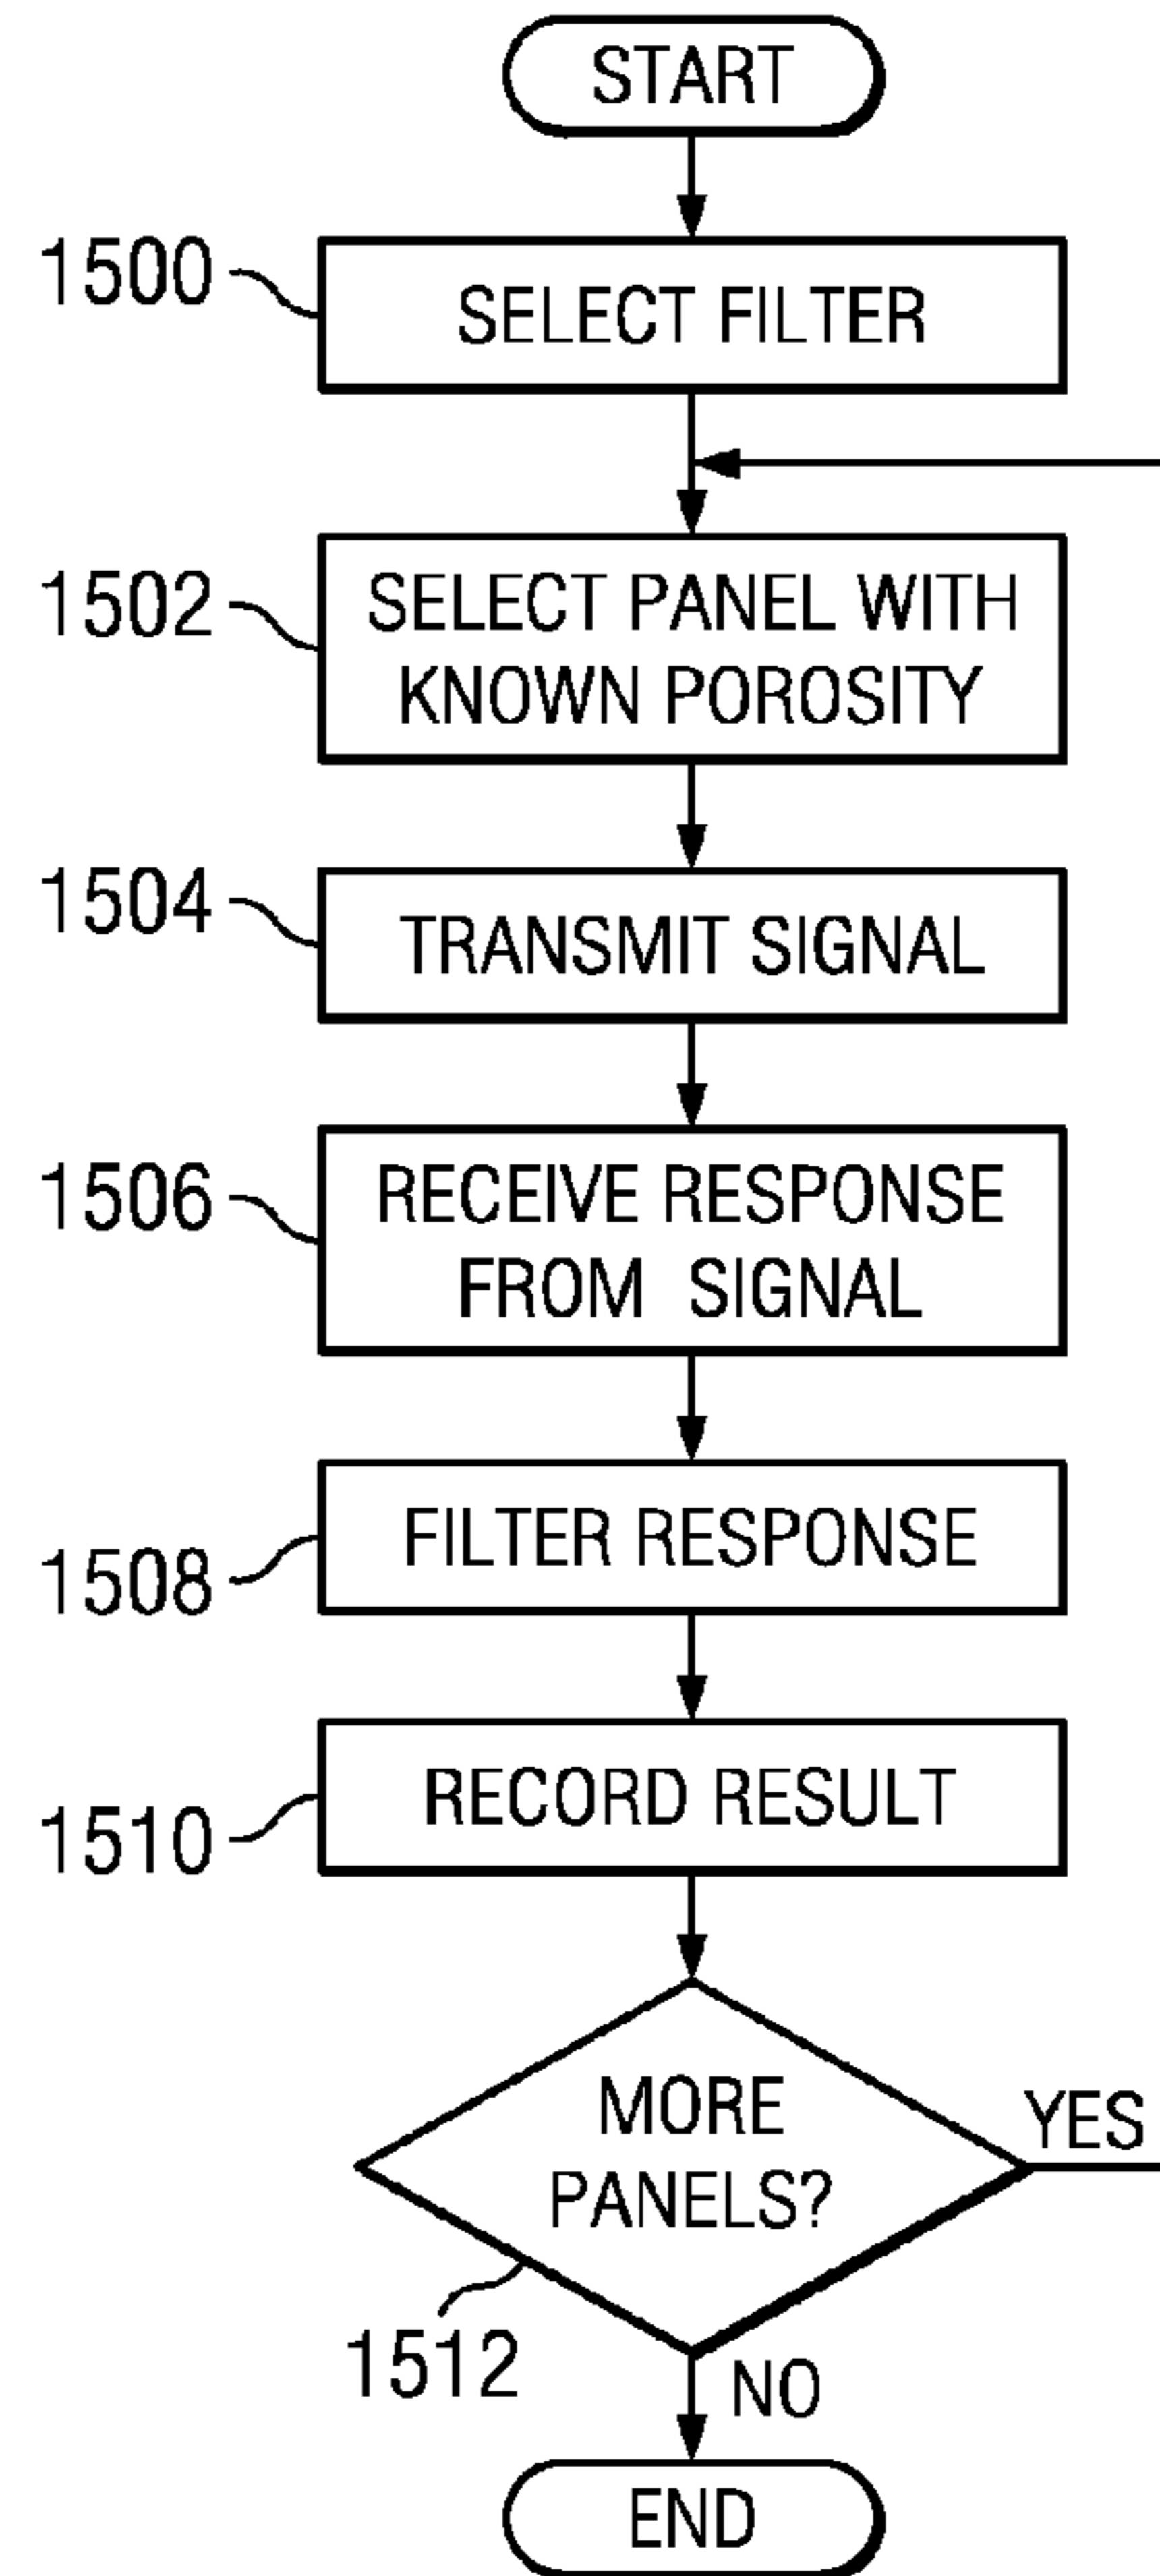 START
1500
SELECT FILTER
1502
SELECT PANEL WITH
KNOWN POROSITY
1504
TRANSMIT SIGNAL
1506
RECEIVE RESPONSE
FROM SIGNAL
1508
FILTER RESPONSE
1510
RECORD RESULT
MORE
PANELS?
YES
1512
NO
END